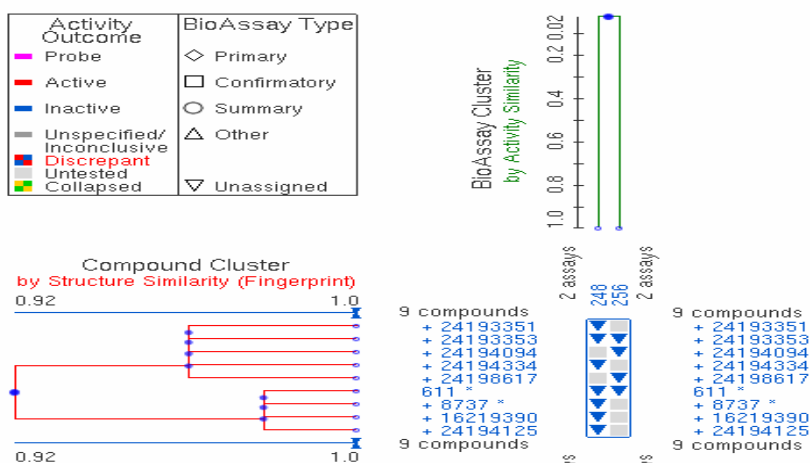 Activity Outcome
BioAssay Type
Probe
Primary
Active
Confirmatory
Inactive
Summary
Unspecified/
Inconclusive
Other
Discrepant
Untested
Collapsed
Unassigned
BioAssay Cluster
by Activity Similarity
0.02
0.2
0.4
0.6
0.8
1.0
2 assays
248
256
2 assays
Compound Cluster
by Structure Similarity (Fingerprint)
0.92 1.0
9 compounds 9 compounds
+ 24193351 + 24193351
+ 24193353 + 24193353
+ 24194094 + 24194094
+ 24194334 + 24194334
+ 24198617 + 24198617
611 * 611 *
+ 8737 * + 8737 *
+ 16219390 + 16219390
+ 24194125 + 24194125
9 compounds 9 compounds
0.92 1.0